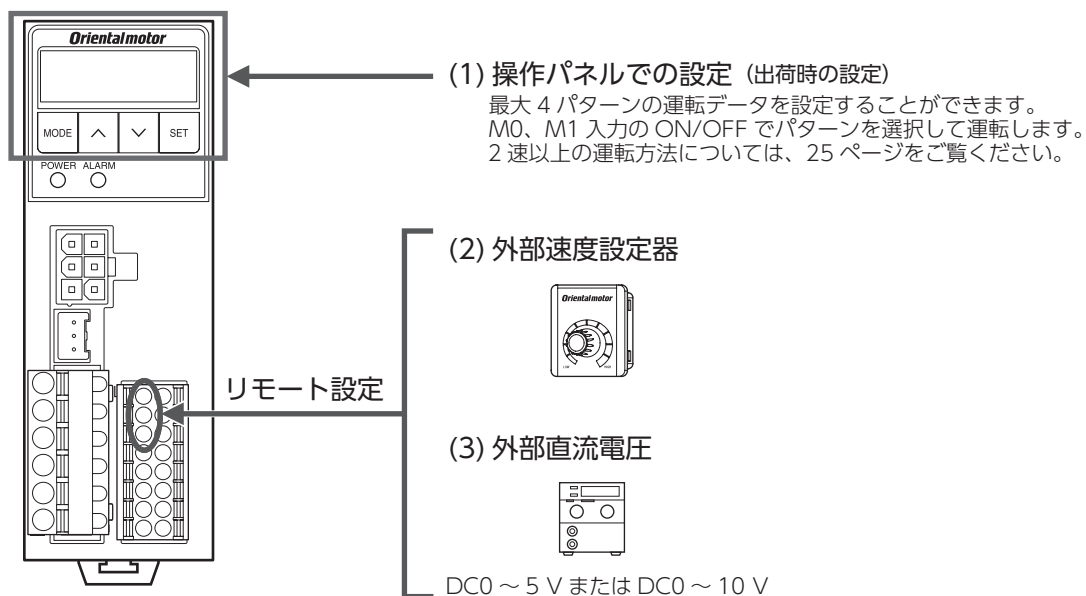 Orientalmotor
(1) 操作パネルでの設定（出荷時の設定）
最大 4 パターンの運転データを設定することができます。
M0、M1 入力の ON/OFF でパターンを選択して運転します。
2 速以上の運転方法については、25 ページをご覧ください。
MODE SET
POWER ALARM
(2) 外部速度設定器
Orientalmotor
LOW HIGH
リモート設定
(3) 外部直流電圧
DC0 ～ 5 V または DC0 ～ 10 V